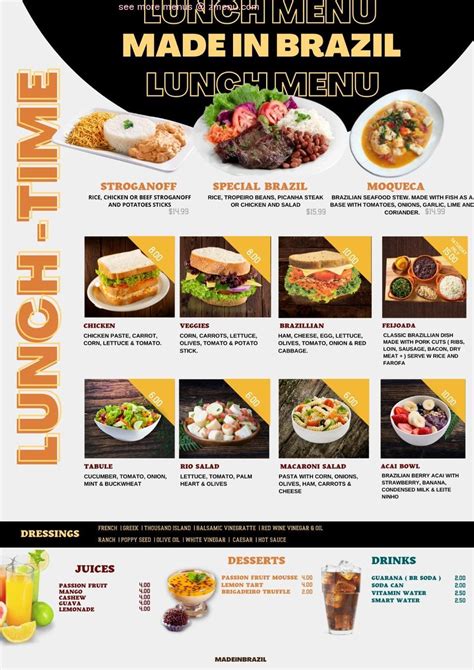 see more menus @ zmenu.com
LUNCH MENU
MADE IN BRAZIL
LUNCH MENU
LUNCH-TIME
STROGANOFF
RICE, CHICKEN OR BEEF STROGANOFF
AND POTATOES STICKS
$14.99
SPECIAL BRAZIL
RICE, TROPEIRO BEANS, PICANHA STEAK
OR CHICKEN AND SALAD
$15.99
MOQUECA
BRAZILIAN SEAFOOD STEW. MADE WITH FISH AS A
BASE WITH TOMATOES, ONIONS, GARLIC, LIME AND
CORIANDER.
$14.99
8.00
CHICKEN
CHICKEN PASTE, CARROT,
CORN, LETTUCE & TOMATO.
8.00
VEGGIES
CORN, CARROTS, LETTUCE,
OLIVES, TOMATO & POTATO
STICK.
10.00
BRAZILLIAN
HAM, CHEESE, EGG, LETTUCE,
OLIVES, TOMATO, ONION & RED
CABBAGE.
FEIJOADA
CLASSIC BRAZILLIAN DISH
MADE WITH PORK CUTS ( RIBS,
LOIN, SAUSAGE, BACON, DRY
MEAT + ) SERVE W RICE AND
FAROFA
6.00
TABULE
CUCUMBER, TOMATO, ONION,
MINT & BUCKWHEAT
6.00
RIO SALAD
LETTUCE, TOMATO, PALM
HEART & OLIVES
6.00
MACARONI SALAD
PASTA WITH CORN, ONIONS,
OLIVES, HAM, CARROTS &
CHEESE
10.00
ACAI BOWL
BRAZILIAN BERRY ACAI WITH
STRAWBERRY, BANANA,
CONDENSED MILK & LEITE
NINHO
DRESSINGS
FRENCH |GREEK |THOUSAND ISLAND |BALSAMIC VINEGRATTE |RED WINE VINEGAR & OIL
RANCH |POPPY SEED |OLIVE OIL |WHITE VINEGAR | CAESAR |HOT SAUCE
JUICES
PASSION FRUIT 4.00
MANGO 4.00
CASHEW 4.00
GUAVA 4.00
LEMONADE 4.00
DESSERTS
PASSION FRUIT MOUSSE 4.00
LEMON TART 4.00
BRIGADEIRO TRUFFLE 2.00
DRINKS
GUARANA ( BR SODA ) 2.00
SODA CAN 2.00
VITAMIN WATER 2.50
SMART WATER 2.50
MADEINBRAZIL